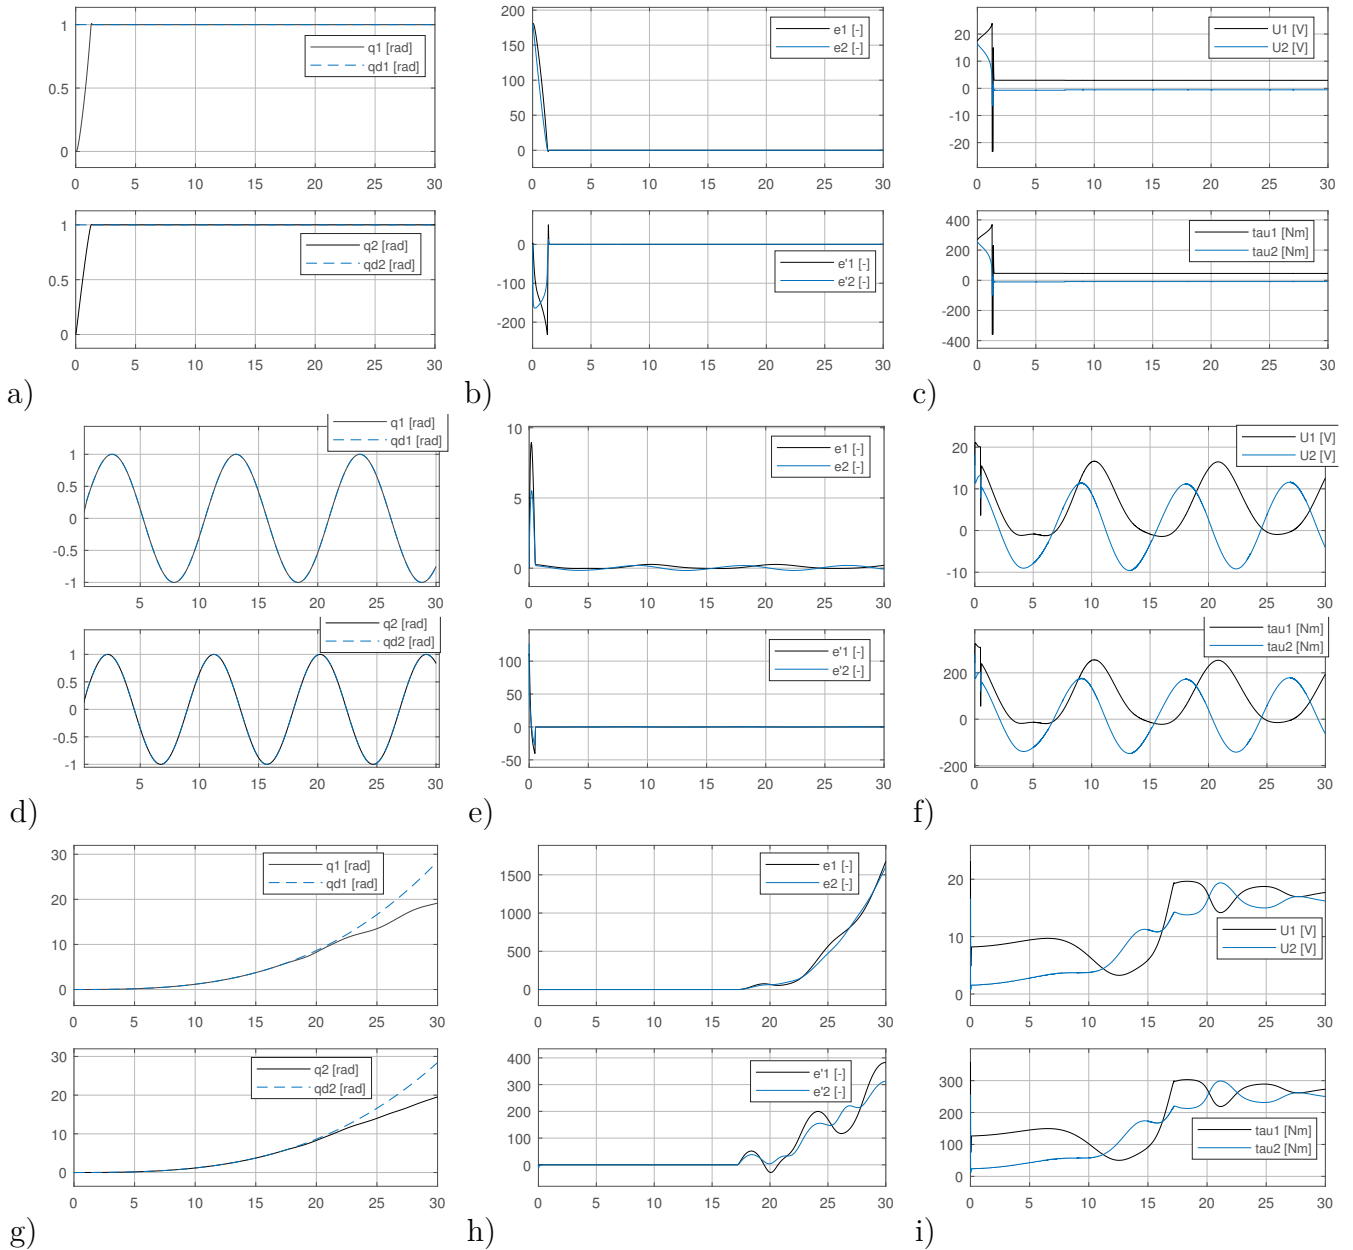 1
0.5
0
0 5 10 15 20 25 30
q1 [rad]
qd1 [rad]
1
0.5
0
0 5 10 15 20 25 30
q2 [rad]
qd2 [rad]
a)
200
150
100
50
0
0 5 10 15 20 25 30
e1 [-]
e2 [-]
0
-100
-200
0 5 10 15 20 25 30
e'1 [-]
e'2 [-]
b)
20
10
0
-10
-20
0 5 10 15 20 25 30
U1 [V]
U2 [V]
400
200
0
-200
-400
0 5 10 15 20 25 30
tau1 [Nm]
tau2 [Nm]
c)
1
0.5
0
-0.5
-1
5 10 15 20 25 30
q1 [rad]
qd1 [rad]
1
0.5
0
-0.5
-1
5 10 15 20 25 30
q2 [rad]
qd2 [rad]
d)
10
5
0
0 5 10 15 20 25 30
e1 [-]
e2 [-]
100
50
0
-50
0 5 10 15 20 25 30
e'1 [-]
e'2 [-]
e)
20
10
0
-10
0 5 10 15 20 25 30
U1 [V]
U2 [V]
200
0
-200
0 5 10 15 20 25 30
tau1 [Nm]
tau2 [Nm]
f)
30
20
10
0
0 5 10 15 20 25 30
q1 [rad]
qd1 [rad]
30
20
10
0
0 5 10 15 20 25 30
q2 [rad]
qd2 [rad]
g)
1500
1000
500
0
0 5 10 15 20 25 30
e1 [-]
e2 [-]
400
300
200
100
0
0 5 10 15 20 25 30
e'1 [-]
e'2 [-]
h)
20
10
0
0 5 10 15 20 25 30
U1 [V]
U2 [V]
300
200
100
0
0 5 10 15 20 25 30
tau1 [Nm]
tau2 [Nm]
i)